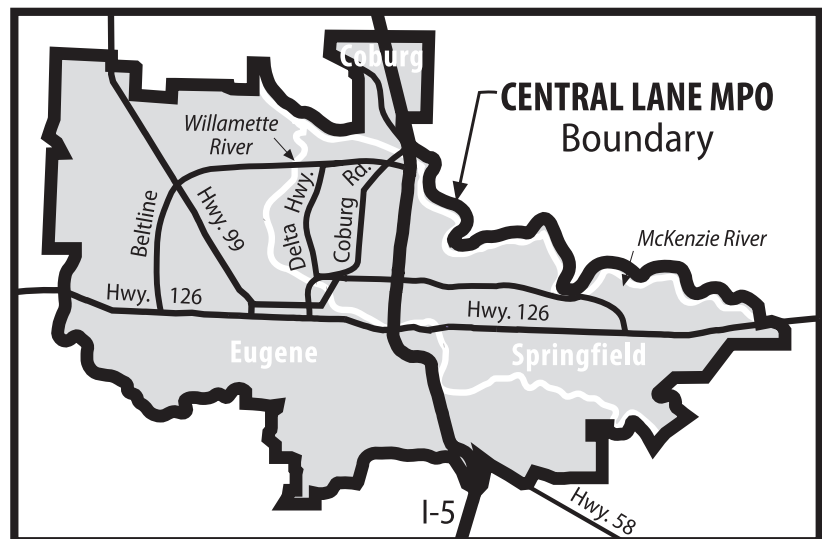 Coburg
CENTRAL LANE MPO
Boundary
Willamette
River
Beltline
Hwy. 99
Delta Hwy.
Coburg Rd.
McKenzie River
Hwy. 126
Hwy. 126
Eugene
Springfield
I-5
Hwy. 58